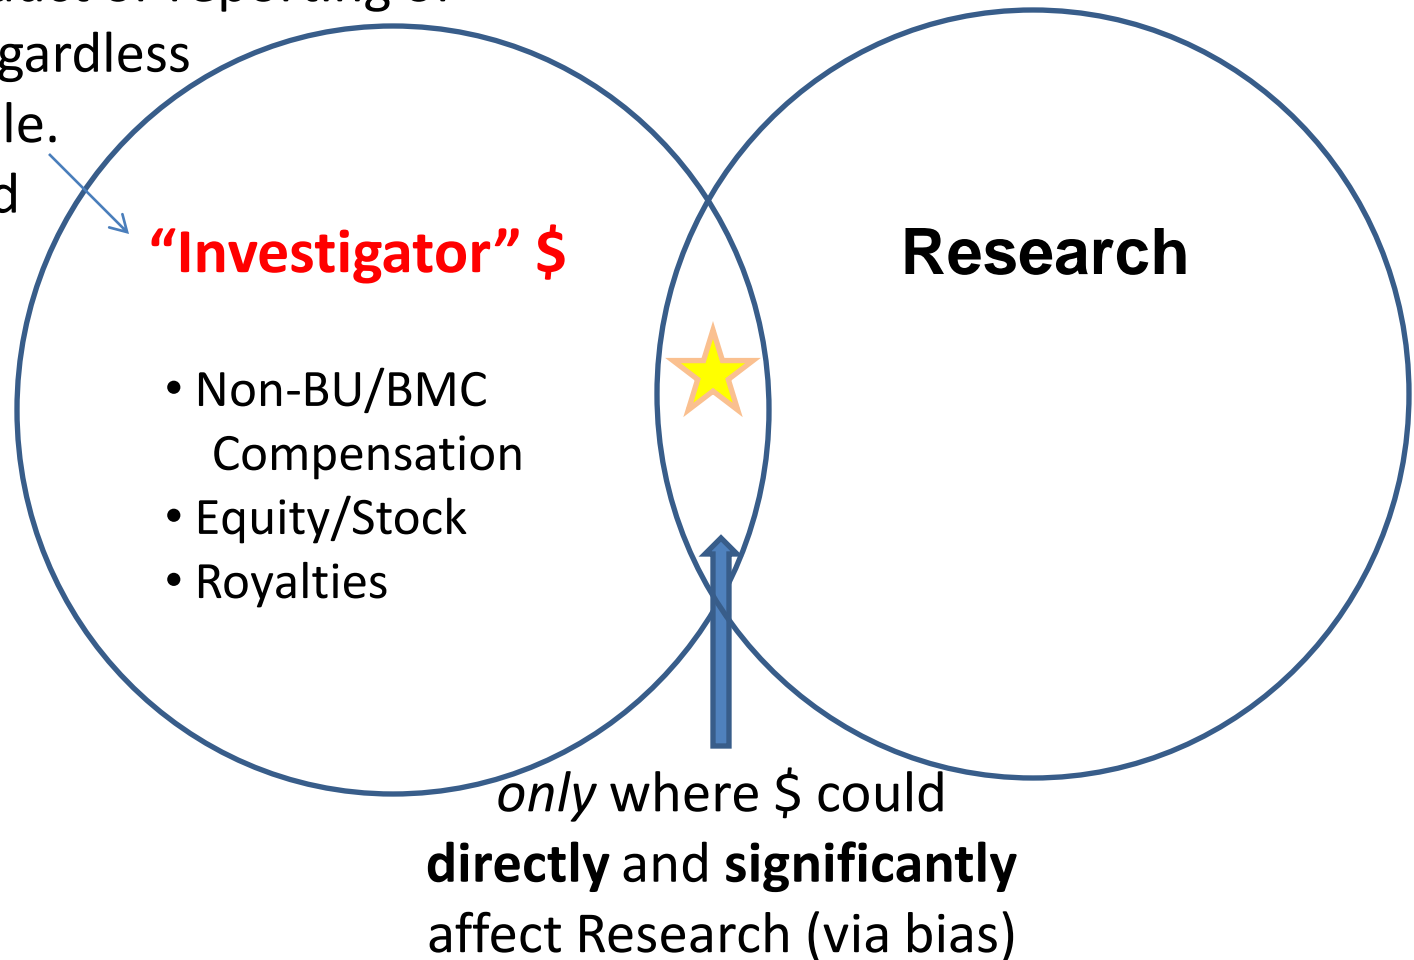 gardless
le.
d
“Investigator” $
Research
• Non-BU/BMC
Compensation
• Equity/Stock
• Royalties
only where $ could
directly and significantly
affect Research (via bias)